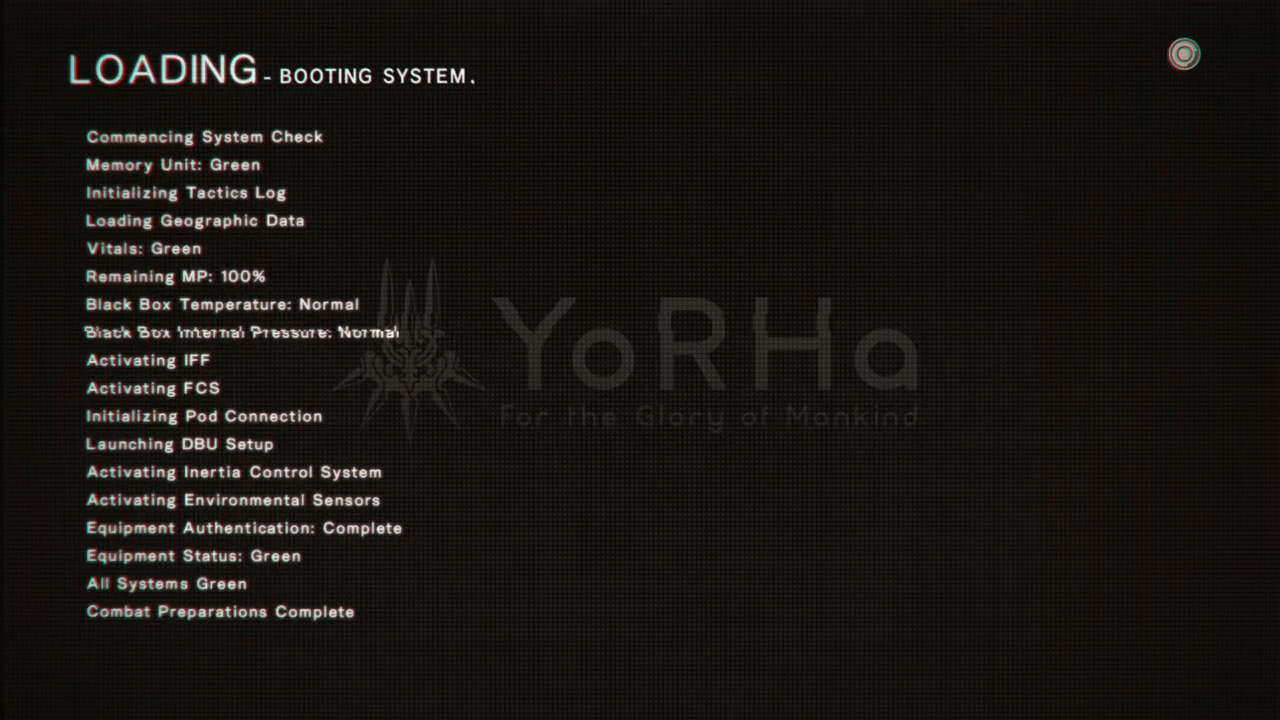 LOADING - BOOTING SYSTEM.
Commencing System Check
Memory Unit: Green
Initializing Tactics Log
Loading Geographic Data
Vitals: Green
Remaining MP: 100%
Black Box Temperature: Normal
Black Box Internal Pressure: Normal
Activating IFF
Activating FCS
Initializing Pod Connection
Launching DBU Setup
Activating Inertia Control System
Activating Environmental Sensors
Equipment Authentication: Complete
Equipment Status: Green
All Systems Green
Combat Preparations Complete
YoRHa
For the Glory of Mankind